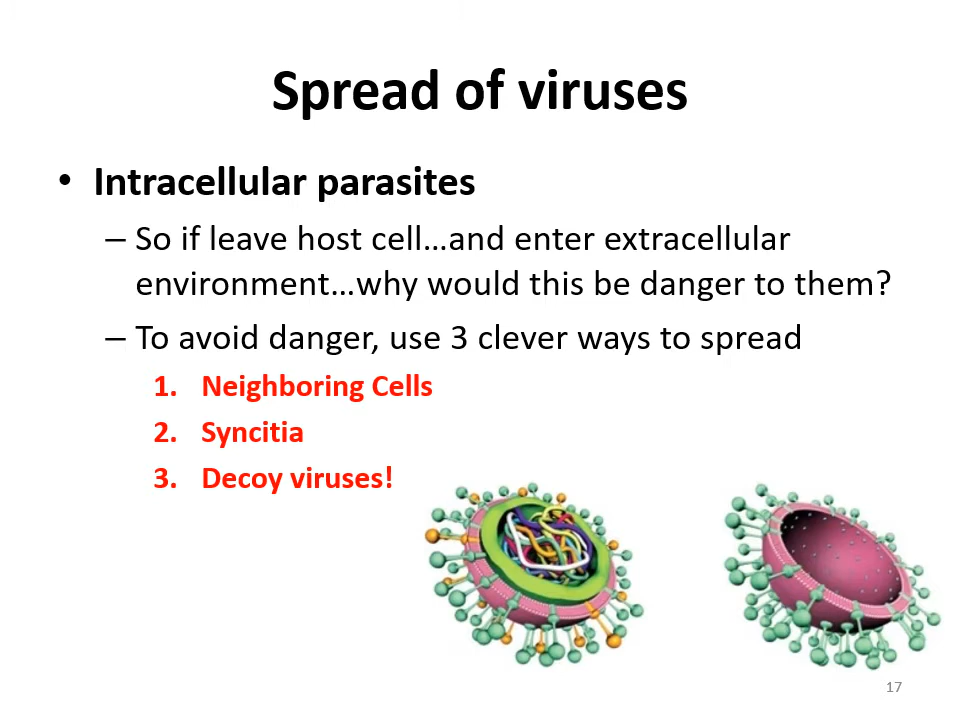 Spread of viruses
• Intracellular parasites
– So if leave host cell…and enter extracellular
environment…why would this be danger to them?
– To avoid danger, use 3 clever ways to spread
1. Neighboring Cells
2. Syncitia
3. Decoy viruses!
17